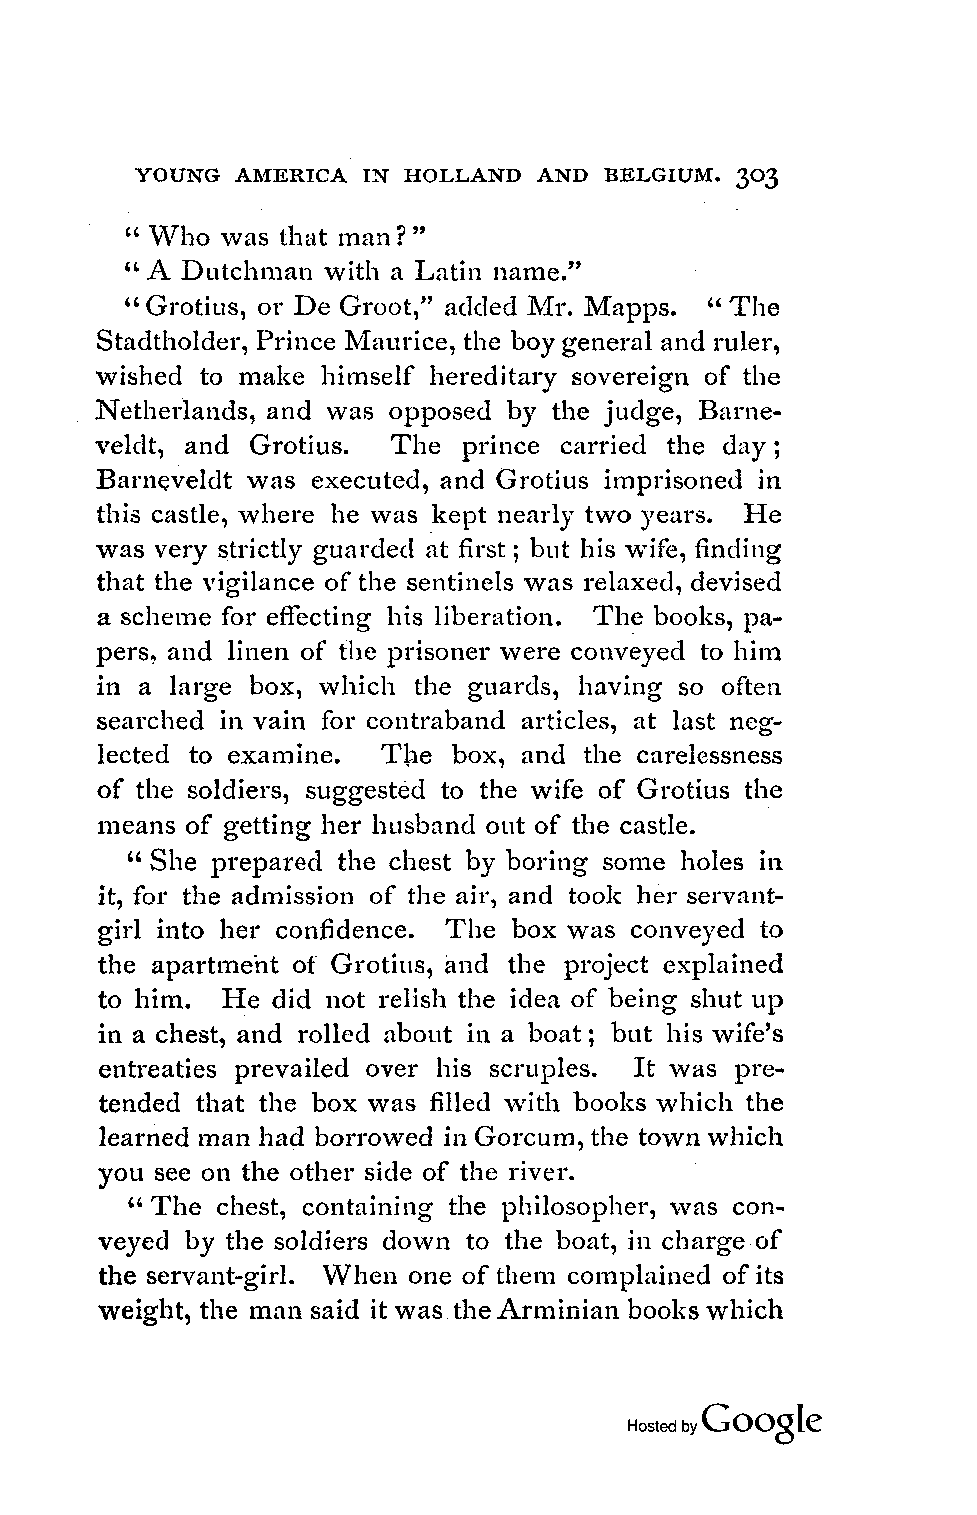 YOUNG AMERICA IN HOLLAND AND BELGIUM. 303
“ Who was that man?”
“ A Dutchman with a Latin name.”
“ Grotius, or De Groot,” added Mr. Mapps. “ The
Stadtholder, Prince Maurice, the boy general and ruler,
wished to make himself hereditary sovereign of the
Netherlands, and was opposed by the judge, Barne-
veldt, and Grotius. The prince carried the day;
Barneveldt was executed, and Grotius imprisoned in
this castle, where he was kept nearly two years. He
was very strictly guarded at first; but his wife, finding
that the vigilance of the sentinels was relaxed, devised
a scheme for effecting his liberation. The books, pa-
pers, and linen of the prisoner were conveyed to him
in a large box, which the guards, having so often
searched in vain for contraband articles, at last neg-
lected to examine. The box, and the carelessness
of the soldiers, suggested to the wife of Grotius the
means of getting her husband out of the castle.
“ She prepared the chest by boring some holes in
it, for the admission of the air, and took her servant-
girl into her confidence. The box was conveyed to
the apartment of Grotius, and the project explained
to him. He did not relish the idea of being shut up
in a chest, and rolled about in a boat; but his wife’s
entreaties prevailed over his scruples. It was pre-
tended that the box was filled with books which the
learned man had borrowed in Gorcum, the town which
you see on the other side of the river.
“ The chest, containing the philosopher, was con-
veyed by the soldiers down to the boat, in charge of
the servant-girl. When one of them complained of its
weight, the man said it was the Arminian books which
Hosted by Google